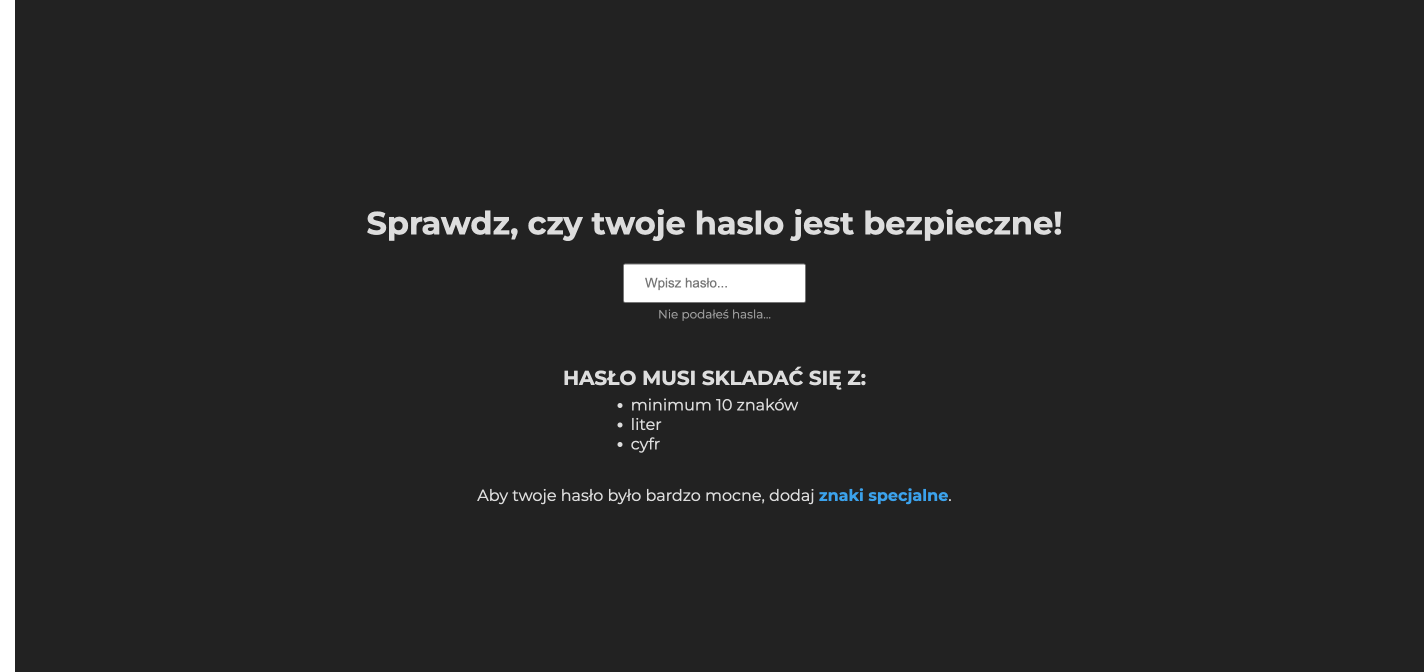 Sprawdz, czy twoje haslo jest bezpieczne!
Wpisz hasło...
Nie podałeś hasla...
HASŁO MUSI SKLADAĆ SIĘ Z:
• minimum 10 znaków
• liter
• cyfr
Aby twoje hasło było bardzo mocne, dodaj znaki specjalne.